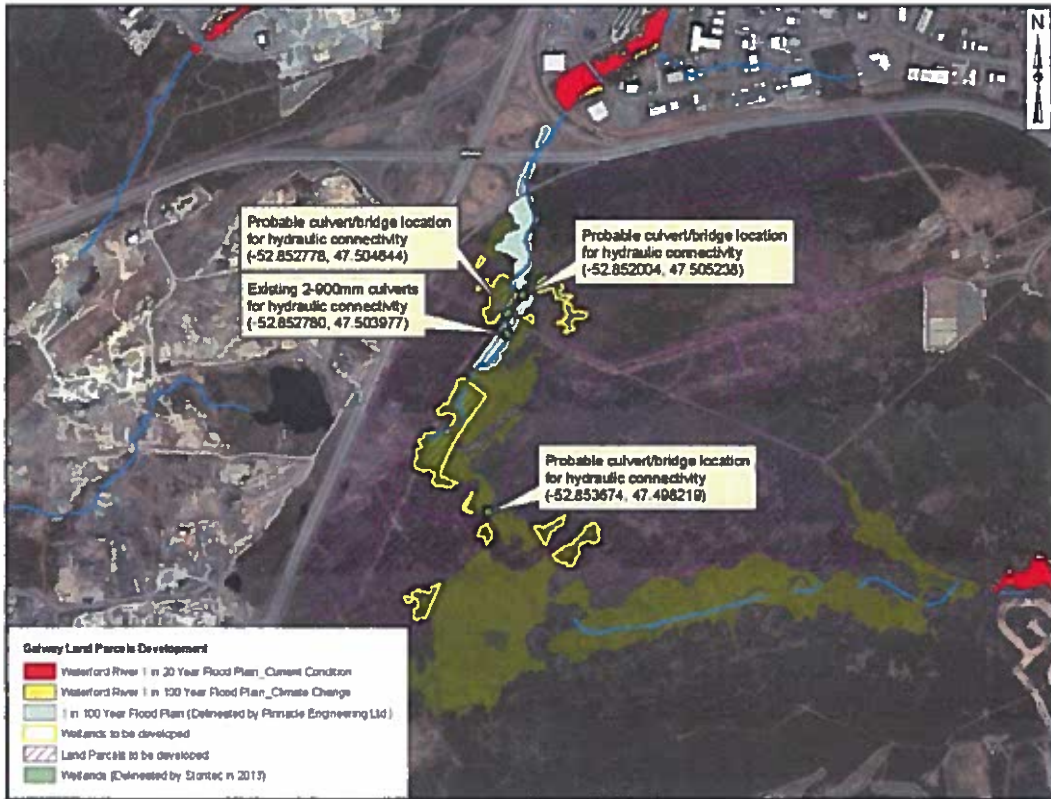 N
Probable culvert/bridge location
for hydraulic connectivity
(-52.852778, 47.504644)
Probable culvert/bridge location
for hydraulic connectivity
(-52.852004, 47.505238)
Existing 2-900mm culverts
for hydraulic connectivity
(-52.852780, 47.503977)
Probable culvert/bridge location
for hydraulic connectivity
(-52.853674, 47.498219)
Galway Land Parcels Development
Waterford River 1 in 20 Year Flood Plain_Current Condition
Waterford River 1 in 100 Year Flood Plain_Climate Change
1 in 100 Year Flood Plain (Delineated by Pinnacle Engineering Ltd.)
Wetlands to be developed
Land Parcels to be developed
Wetlands (Delineated by Stantec in 2013)